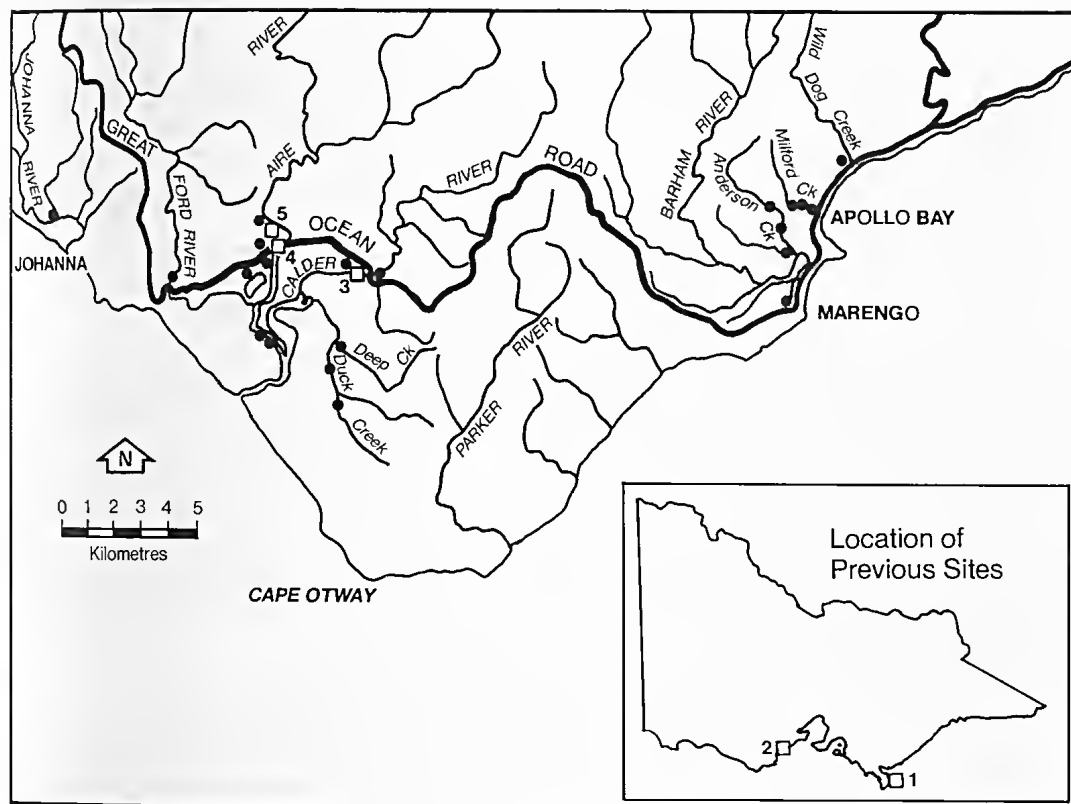 JOHANNA
RIVER
GREAT
FORD
RIVER
RIVER
AIRE
5
4
OCEAN
CALDER
3
RIVER
ROAD
BARHAM
RIVER
Wild
Dog
Creek
Milford
Ck
Anderson
Ck
APOLLO BAY
MARENGO
JOHANNA
Deep
Ck
Duck
Creek
PARKER
RIVER
N
0 1 2 3 4 5
Kilometres
CAPE OTWAY
Location of
Previous Sites
2
1